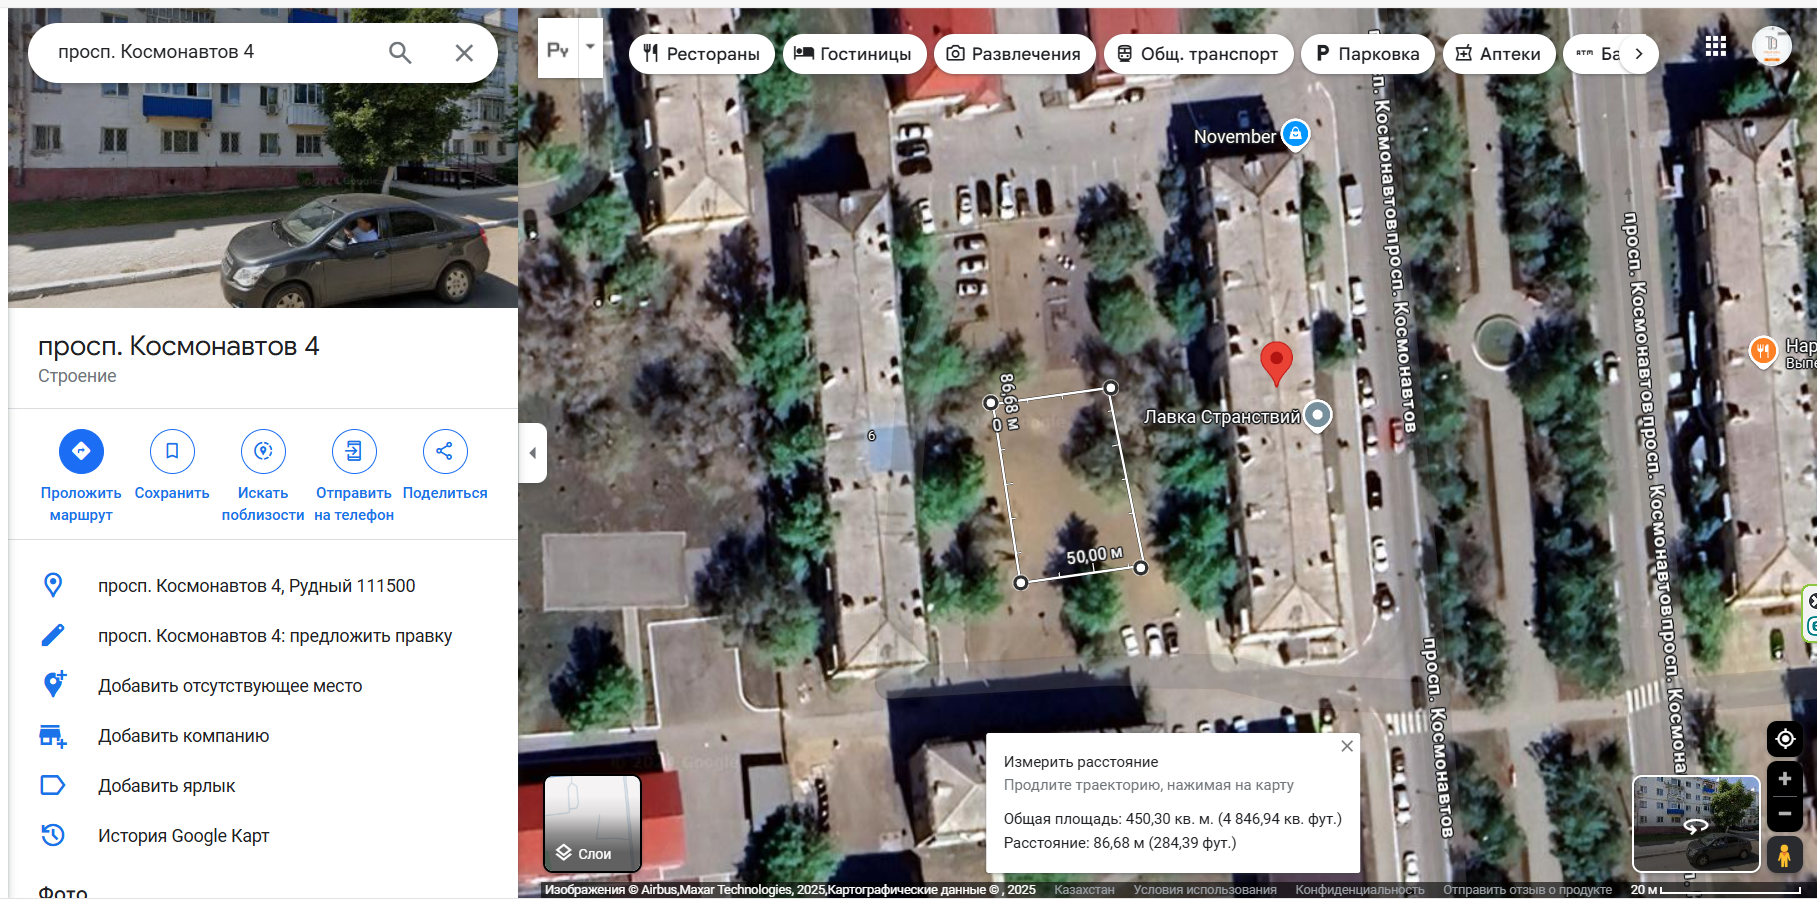 просп. Космонавтов 4
Рестораны
Гостиницы
Развлечения
Общ. транспорт
Парковка
Аптеки
просп. Космонавтов 4
Строение
Проложить маршрут
Сохранить
Искать поблизости
Отправить на телефон
Поделиться
просп. Космонавтов 4, Рудный 111500
просп. Космонавтов 4: предложить правку
Добавить отсутствующее место
Добавить компанию
Добавить ярлык
История Google Карт
Фото
November
Лавка Странствий
6
86,68 м
0
50,00 м
просп. Космонавтов
просп. Космонавтов
просп. Космонавтов
просп. Космонавтов
просп. Космонавтов
Слои
Измерить расстояние
Продлите траекторию, нажимая на карту
Общая площадь: 450,30 кв. м. (4 846,94 кв. фут.)
Расстояние: 86,68 м (284,39 фут.)
Изображения © Airbus,Maxar Technologies, 2025,Картографические данные © , 2025
Казахстан
Условия использования
Конфиденциальность
Отправить отзыв о продукте
20 м